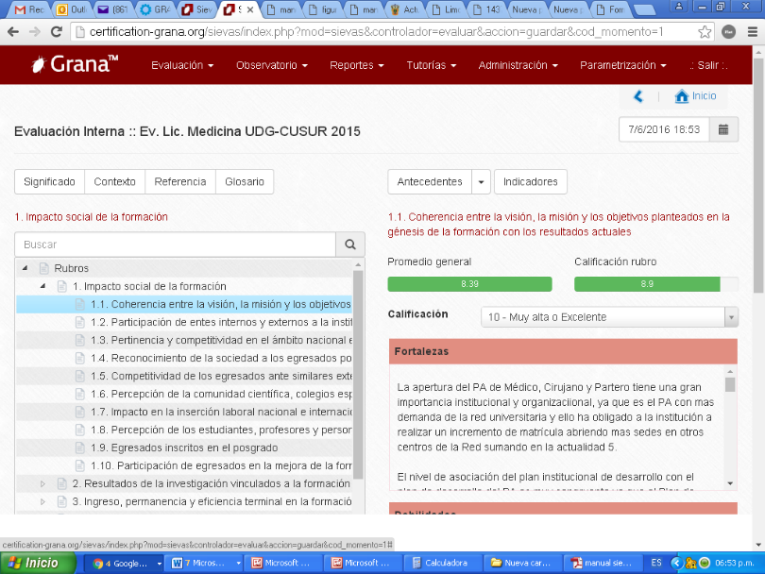 Rec
Outl
(861
GRA
Siev
S
x
man
figu
man
Acti
Lim
143
Nueva
Nueva
Forr
certification-grana.org/sievas/index.php?mod=sievas&controlador=evaluar&accion=guardar&cod_momento=1
Grana™
Evaluación
Observatorio
Reportes
Tutorías
Administración
Parametrización
.: Salir :.
Inicio
Evaluación Interna :: Ev. Lic. Medicina UDG-CUSUR 2015
7/6/2016 18:53
Significado
Contexto
Referencia
Glosario
Antecedentes
Indicadores
1. Impacto social de la formación
1.1. Coherencia entre la visión, la misión y los objetivos planteados en la
génesis de la formación con los resultados actuales
Buscar
Promedio general
Calificación rubro
8.39
8.9
Rubros
1. Impacto social de la formación
1.1. Coherencia entre la visión, la misión y los objetivos
1.2. Participación de entes internos y externos a la instit
1.3. Pertinencia y competitividad en el ámbito nacional e
1.4. Reconocimiento de la sociedad a los egresados po
1.5. Competitividad de los egresados ante similares exte
1.6. Percepción de la comunidad científica, colegios esp
1.7. Impacto en la inserción laboral nacional e internacio
1.8. Percepción de los estudiantes, profesores y person
1.9. Egresados inscritos en el posgrado
1.10. Participación de egresados en la mejora de la form
2. Resultados de la investigación vinculados a la formación
3. Ingreso, permanencia y eficiencia terminal en la formació
Calificación
10 - Muy alta o Excelente
Fortalezas
La apertura del PA de Médico, Cirujano y Partero tiene una gran
importancia institucional y organizaciional, ya que es el PA con mas
demanda de la red universitaria y ello ha obligado a la institución a
realizar un incremento de matrícula abriendo mas sedes en otros
centros de la Red sumando en la actualidad 5.
El nivel de asociación del plan institucional de desarrollo con el
certification-grana.org/sievas/index.php?mod=sievas&controlador=evaluar&accion=guardar&cod_momento=1#
Inicio
4 Google...
7 Micros...
Microsoft ...
Microsoft ...
Calculadora
Nueva car...
manual sie...
ES
06:53 p.m.